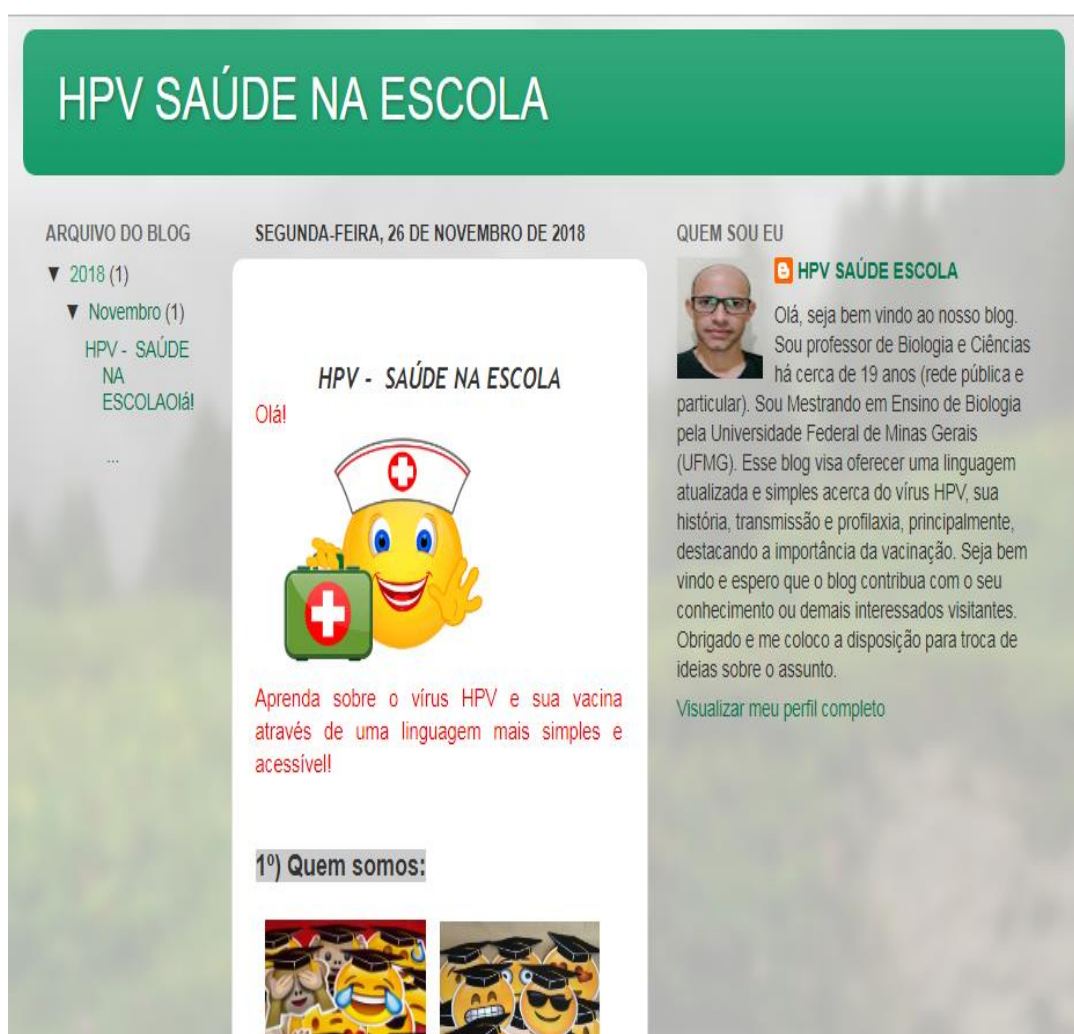 HPV SAÚDE NA ESCOLA
ARQUIVO DO BLOG
▼ 2018 (1)
▼ Novembro (1)
HPV - SAÚDE
NA
ESCOLAOlá!
...
SEGUNDA-FEIRA, 26 DE NOVEMBRO DE 2018
HPV - SAÚDE NA ESCOLA
Olá!
Aprenda sobre o vírus HPV e sua vacina
através de uma linguagem mais simples e
acessível!
1º) Quem somos:
QUEM SOU EU
HPV SAÚDE ESCOLA
Olá, seja bem vindo ao nosso blog.
Sou professor de Biologia e Ciências
há cerca de 19 anos (rede pública e
particular). Sou Mestrando em Ensino de Biologia
pela Universidade Federal de Minas Gerais
(UFMG). Esse blog visa oferecer uma linguagem
atualizada e simples acerca do vírus HPV, sua
história, transmissão e profilaxia, principalmente,
destacando a importância da vacinação. Seja bem
vindo e espero que o blog contribua com o seu
conhecimento ou demais interessados visitantes.
Obrigado e me coloco a disposição para troca de
ideias sobre o assunto.
Visualizar meu perfil completo